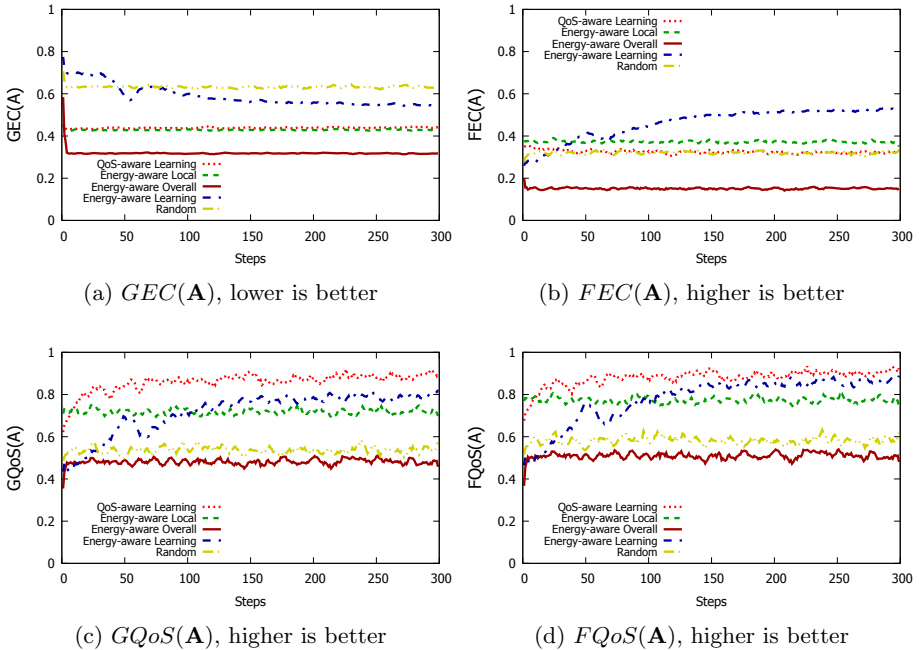 1
0.8
0.6
0.4
0.2
0
GEC(A)
QoS-aware Learning
Energy-aware Local
Energy-aware Overall
Energy-aware Learning
Random
0 50 100 150 200 250 300
Steps
(a) GEC(A), lower is better
1
0.8
0.6
0.4
0.2
0
FEC(A)
QoS-aware Learning
Energy-aware Local
Energy-aware Overall
Energy-aware Learning
Random
0 50 100 150 200 250 300
Steps
(b) FEC(A), higher is better
1
0.8
0.6
0.4
0.2
0
GQoS(A)
QoS-aware Learning
Energy-aware Local
Energy-aware Overall
Energy-aware Learning
Random
0 50 100 150 200 250 300
Steps
(c) GQoS(A), higher is better
1
0.8
0.6
0.4
0.2
0
FQoS(A)
QoS-aware Learning
Energy-aware Local
Energy-aware Overall
Energy-aware Learning
Random
0 50 100 150 200 250 300
Steps
(d) FQoS(A), higher is better